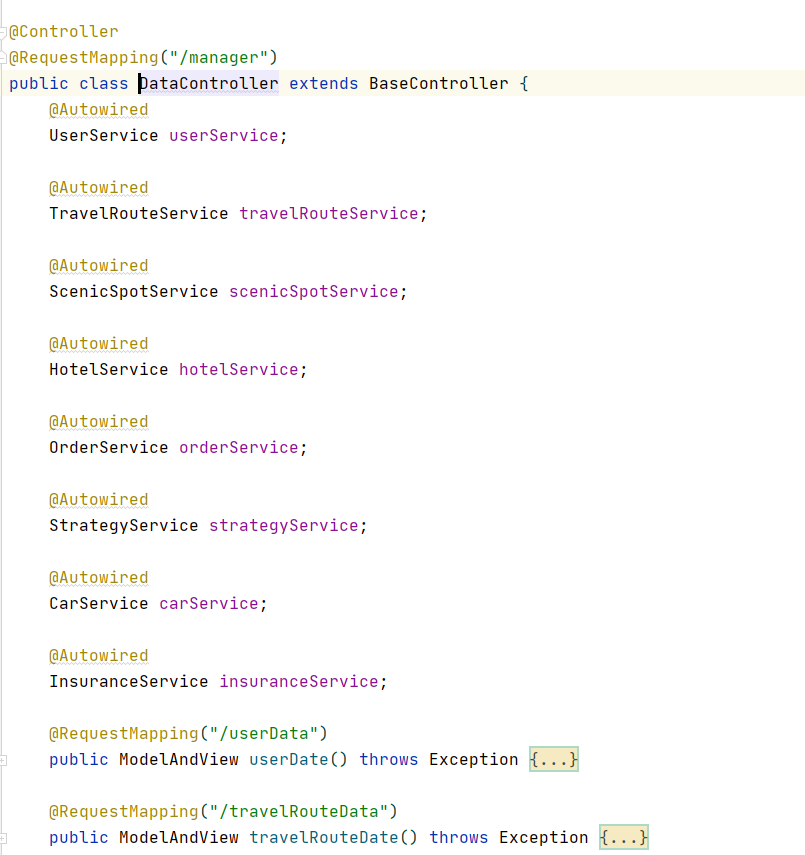 @Controller
@RequestMapping("/manager")
public class DataController extends BaseController {
@Autowired
UserService userService;
@Autowired
TravelRouteService travelRouteService;
@Autowired
ScenicSpotService scenicSpotService;
@Autowired
HotelService hotelService;
@Autowired
OrderService orderService;
@Autowired
StrategyService strategyService;
@Autowired
CarService carService;
@Autowired
InsuranceService insuranceService;
@RequestMapping("/userData")
public ModelAndView userDate() throws Exception {...}
@RequestMapping("/travelRouteData")
public ModelAndView travelRouteDate() throws Exception {...}